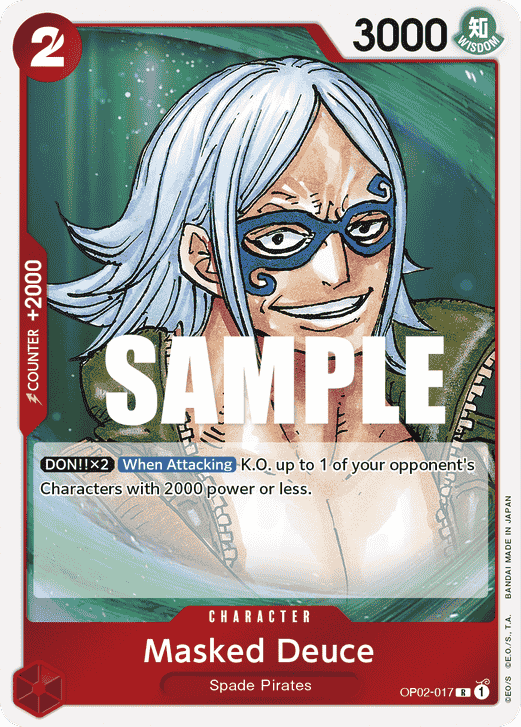 2
3000
知
WISDOM
COUNTER +2000
SAMPLE
DON!!×2 When Attacking K.O. up to 1 of your opponent's
Characters with 2000 power or less.
CHARACTER
Masked Deuce
Spade Pirates
OP02-017 R 1
©EO/S ©E.O./S., T.A. BANDAI MADE IN JAPAN